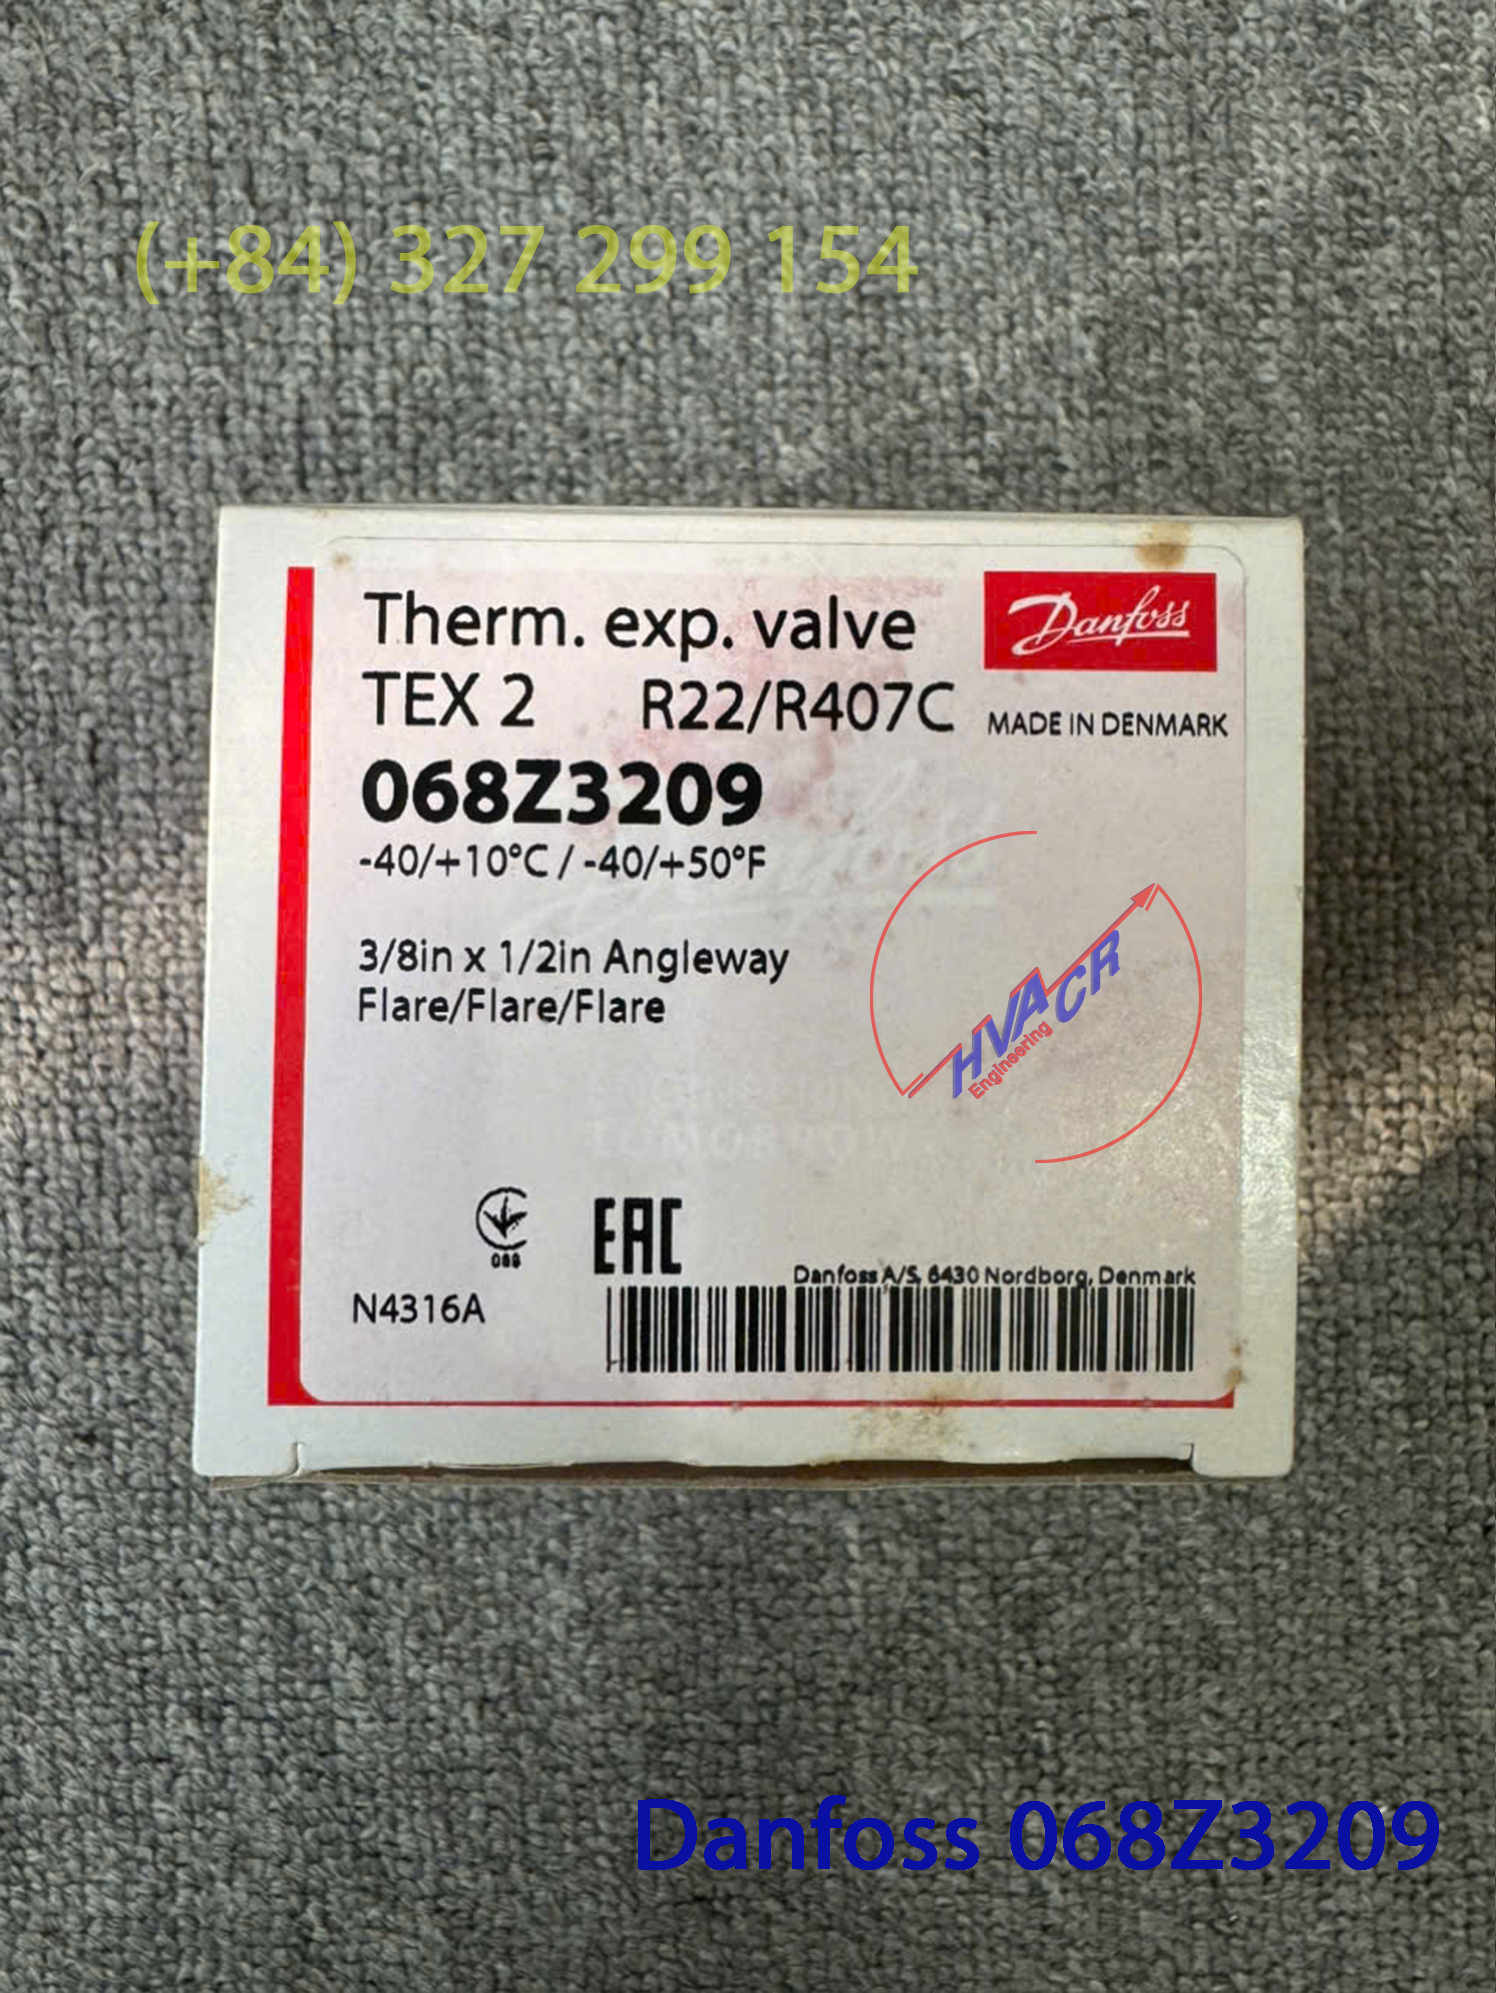 (+84) 327 299 154
Therm. exp. valve
Danfoss
TEX 2 R22/R407C
MADE IN DENMARK
068Z3209
-40/+10°C / -40/+50°F
3/8in x 1/2in Angleway
Flare/Flare/Flare
HVACR
Engineering
TOMORROW
EAC
Danfoss A/S, 6430 Nordborg, Denmark
N4316A
Danfoss 068Z3209